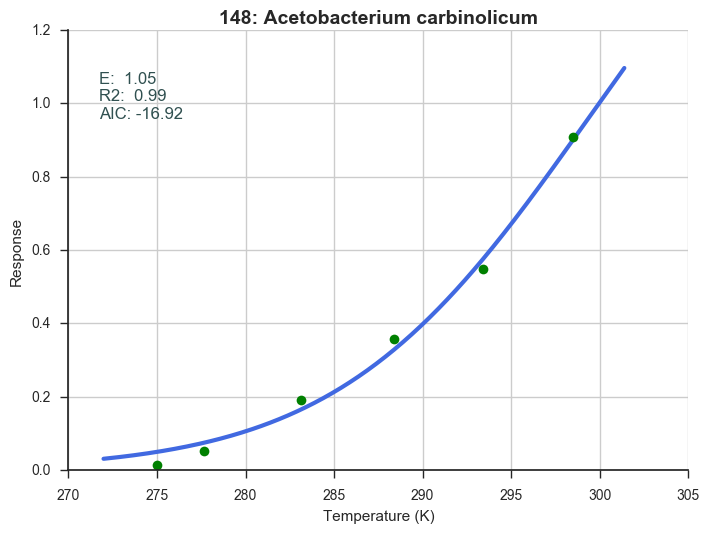 148: Acetobacterium carbinolicum
1.2
1.0
0.8
0.6
0.4
0.2
0.0
E: 1.05
R2: 0.99
AIC: -16.92
Response
270 275 280 285 290 295 300 305
Temperature (K)